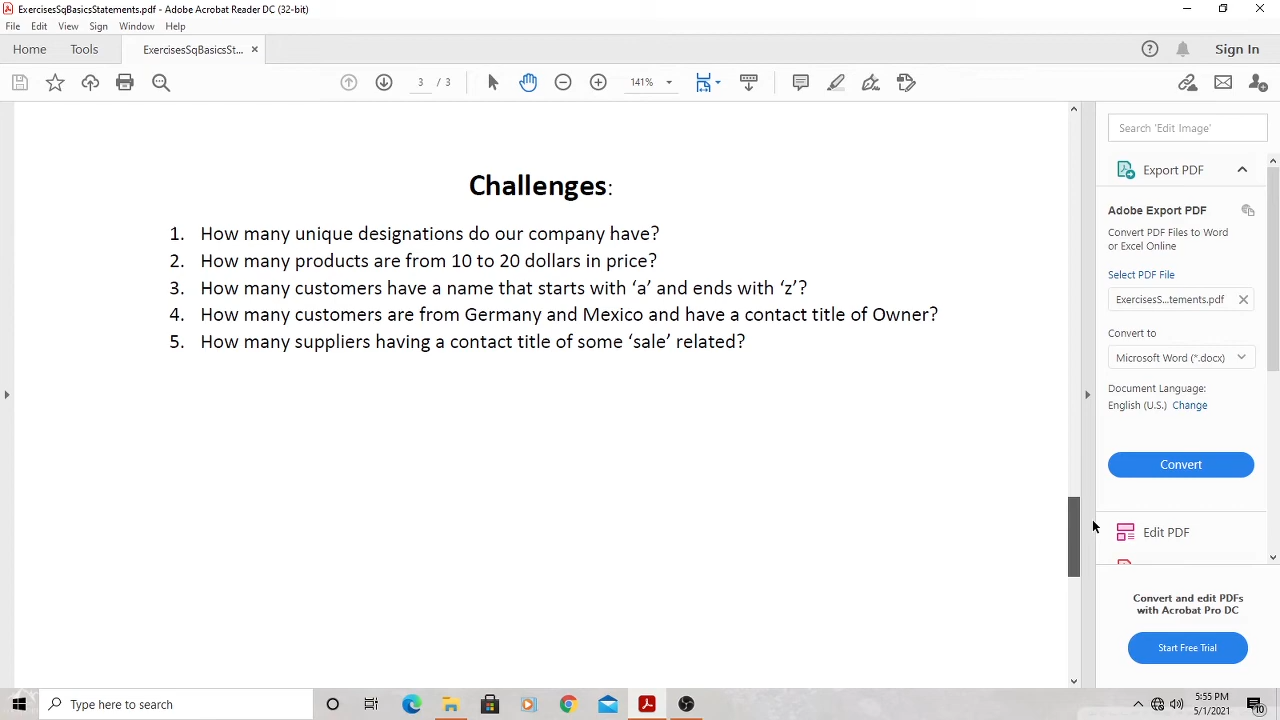 ExercisesSqBasicsStatements.pdf - Adobe Acrobat Reader DC (32-bit)
File Edit View Sign Window Help
Home Tools ExercisesSqBasicsSt... Sign In
3 / 3 141%
Challenges:
1. How many unique designations do our company have?
2. How many products are from 10 to 20 dollars in price?
3. How many customers have a name that starts with ‘a’ and ends with ‘z’?
4. How many customers are from Germany and Mexico and have a contact title of Owner?
5. How many suppliers having a contact title of some ‘sale’ related?
Search 'Edit Image'
Export PDF
Adobe Export PDF
Convert PDF Files to Word
or Excel Online
Select PDF File
ExercisesS...tements.pdf
Convert to
Microsoft Word (*.docx)
Document Language:
English (U.S.) Change
Convert
Edit PDF
Convert and edit PDFs
with Acrobat Pro DC
Start Free Trial
Type here to search
5:55 PM
5/1/2021
10